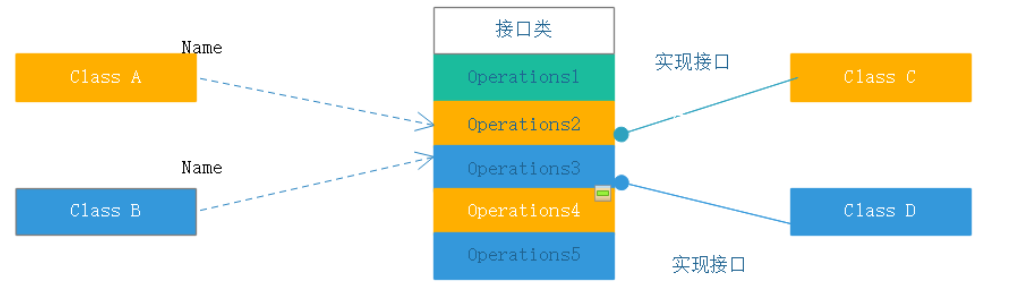 接口类
Name
实现接口
Class A
Operations1
Class C
Operations2
Name
Operations3
Class B
Operations4
Class D
Operations5
实现接口